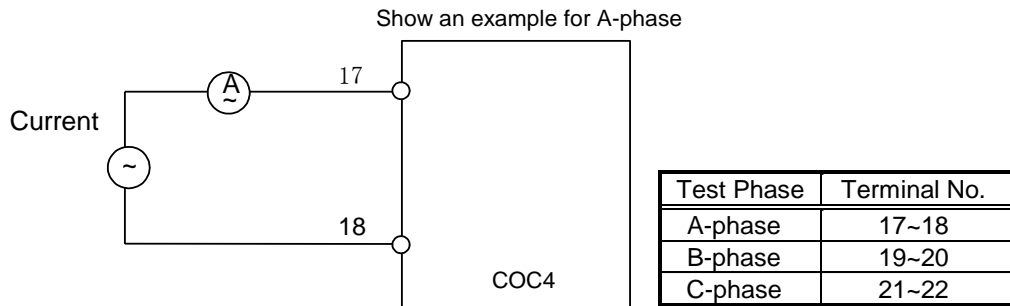 Show an example for A-phase
17
A
~
Current
~
18
COC4
Test Phase Terminal No.
A-phase 17~18
B-phase 19~20
C-phase 21~22